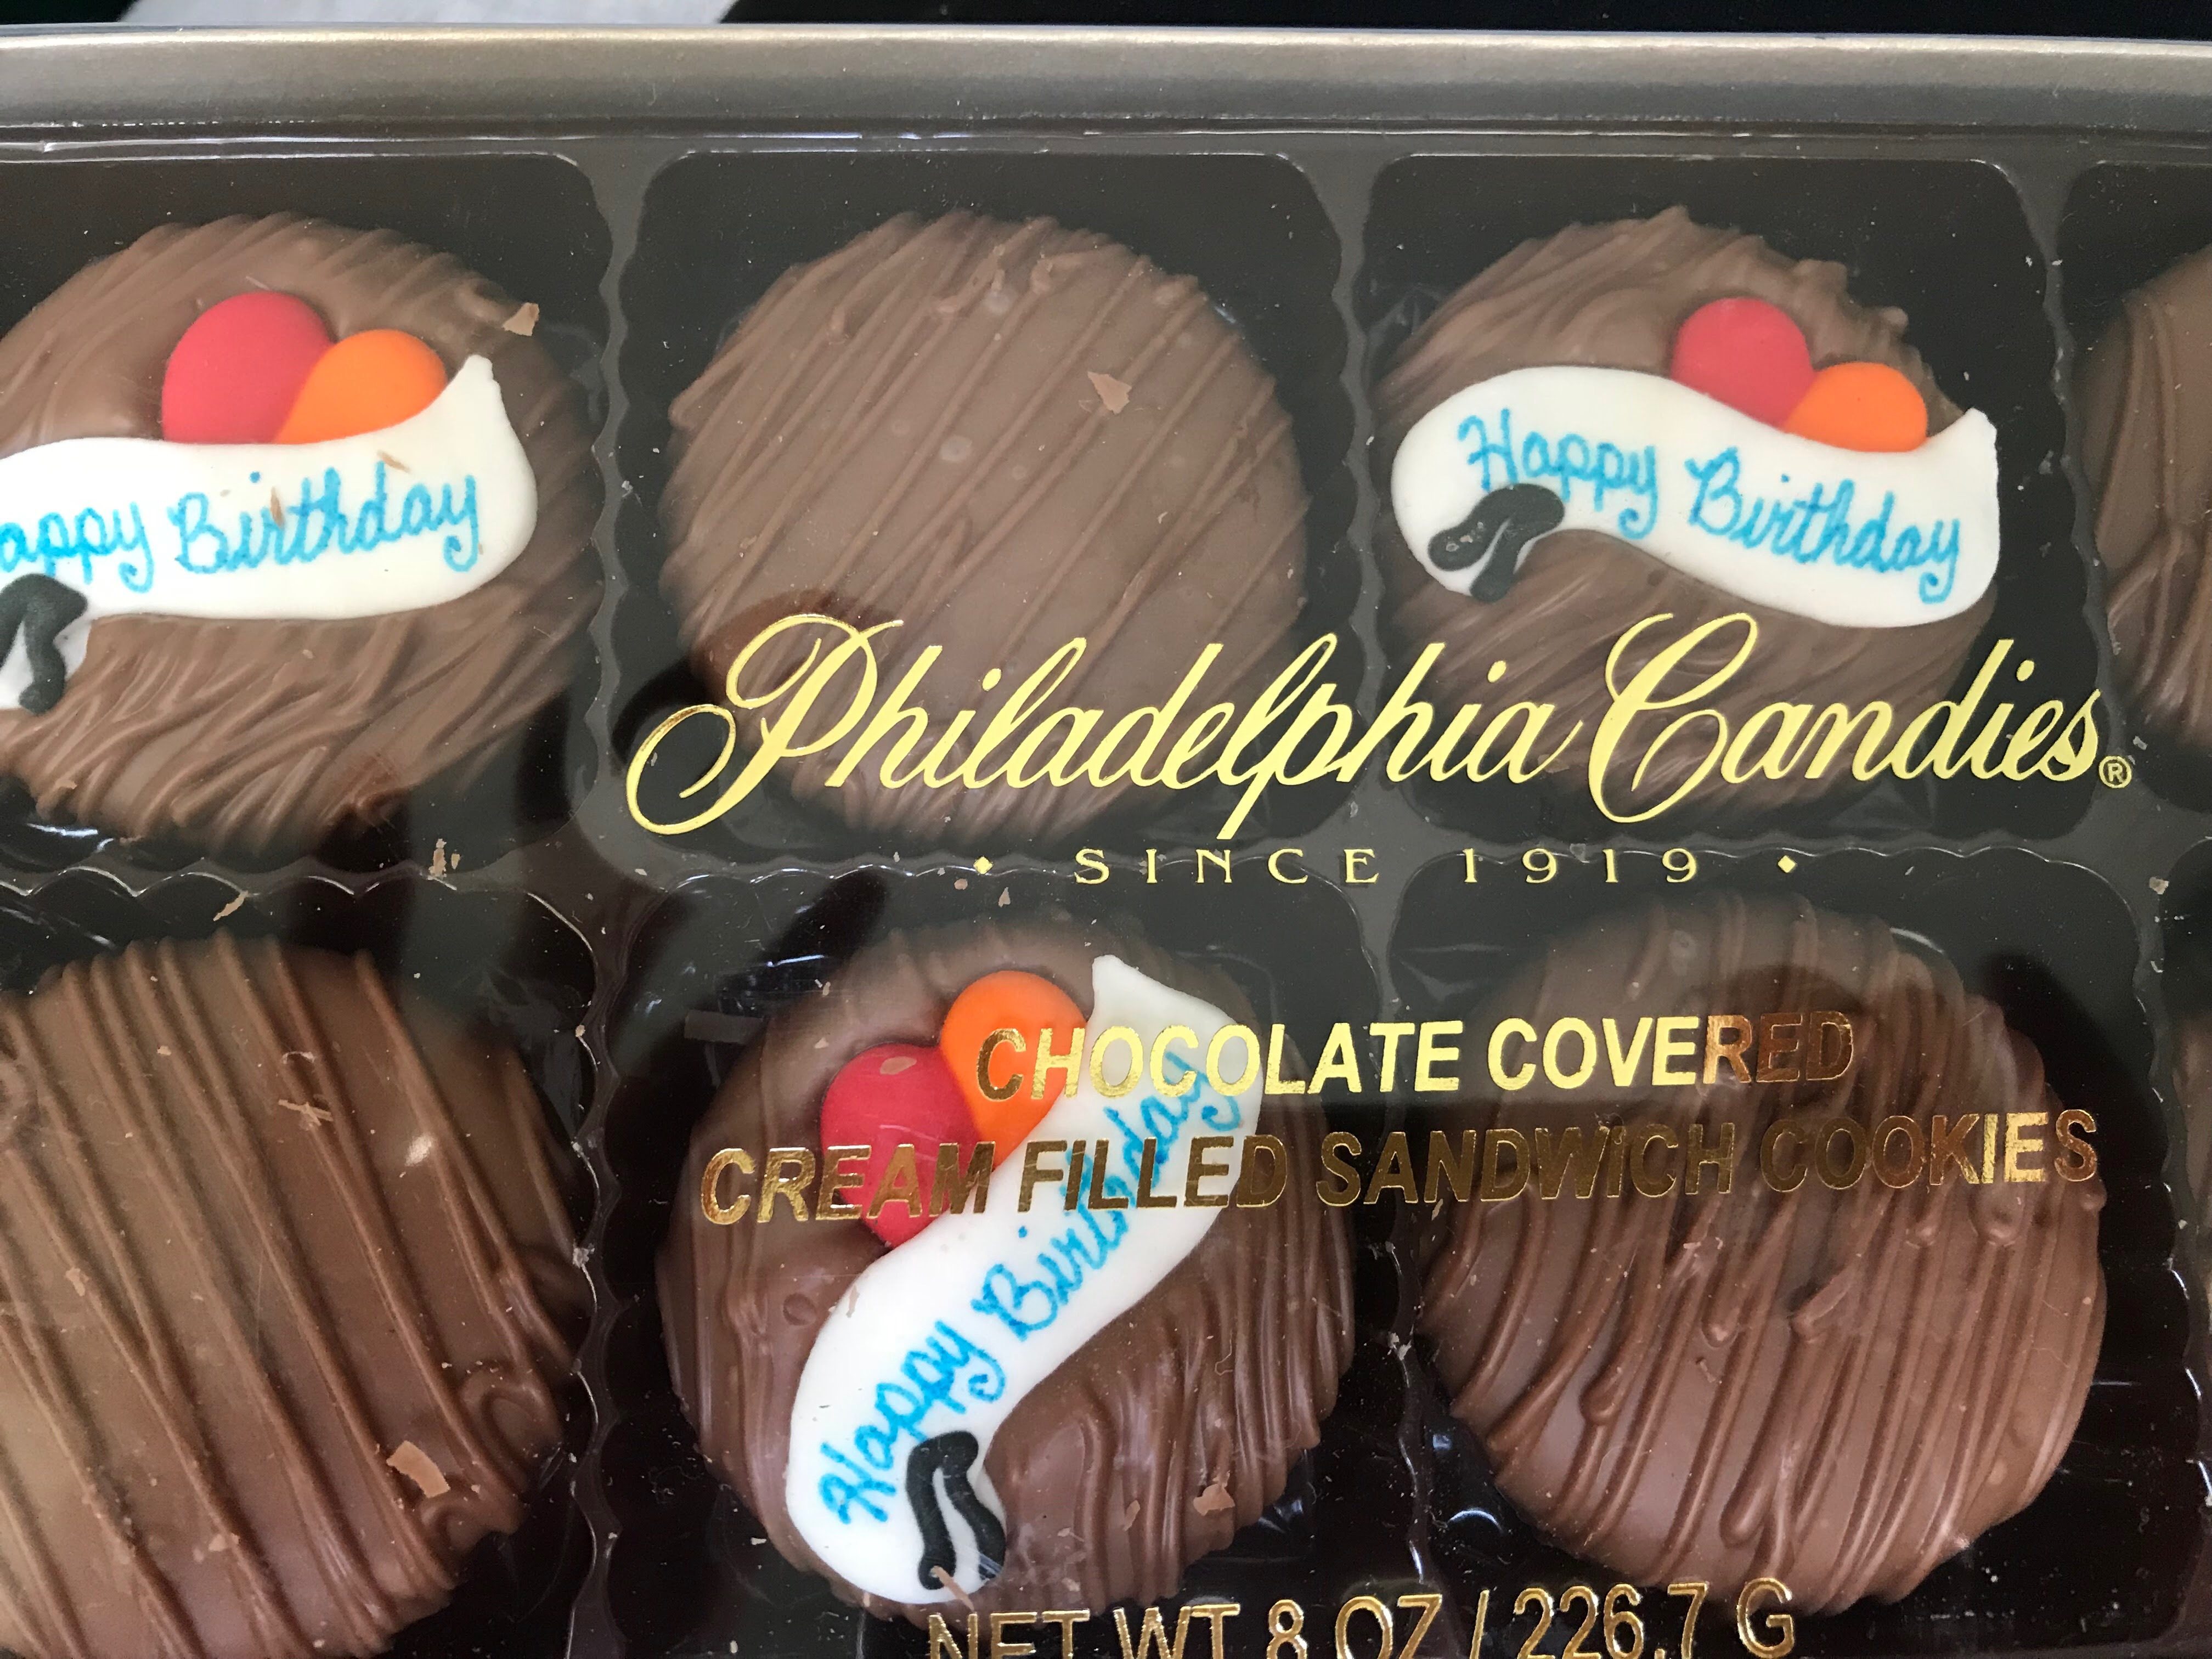 appy Birthday
Happy Birthday
Philadelphia Candies®
SINCE 1919
CHOCOLATE COVERED
CREAM FILLED SANDWICH COOKIES
Happy Birthday
NET WT 8 OZ / 226.7 G